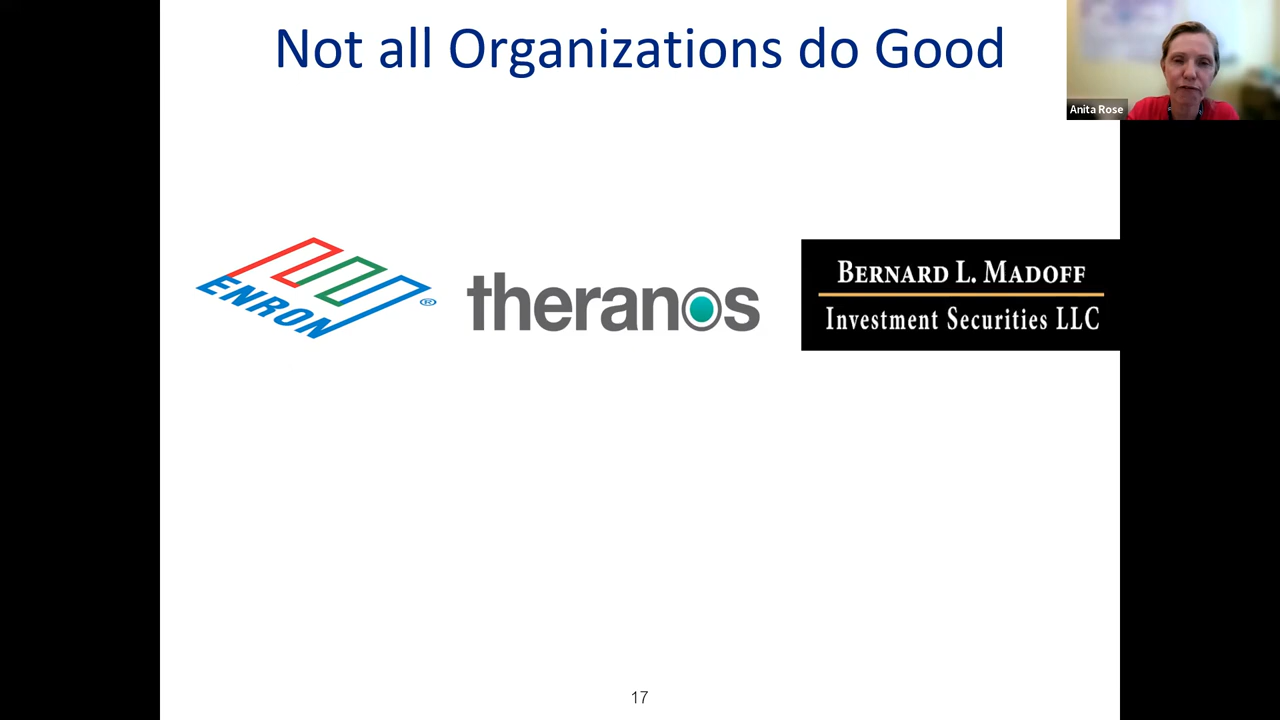 Not all Organizations do Good
Anita Rose
ENRON®
theranos
BERNARD L. MADOFF
Investment Securities LLC
17